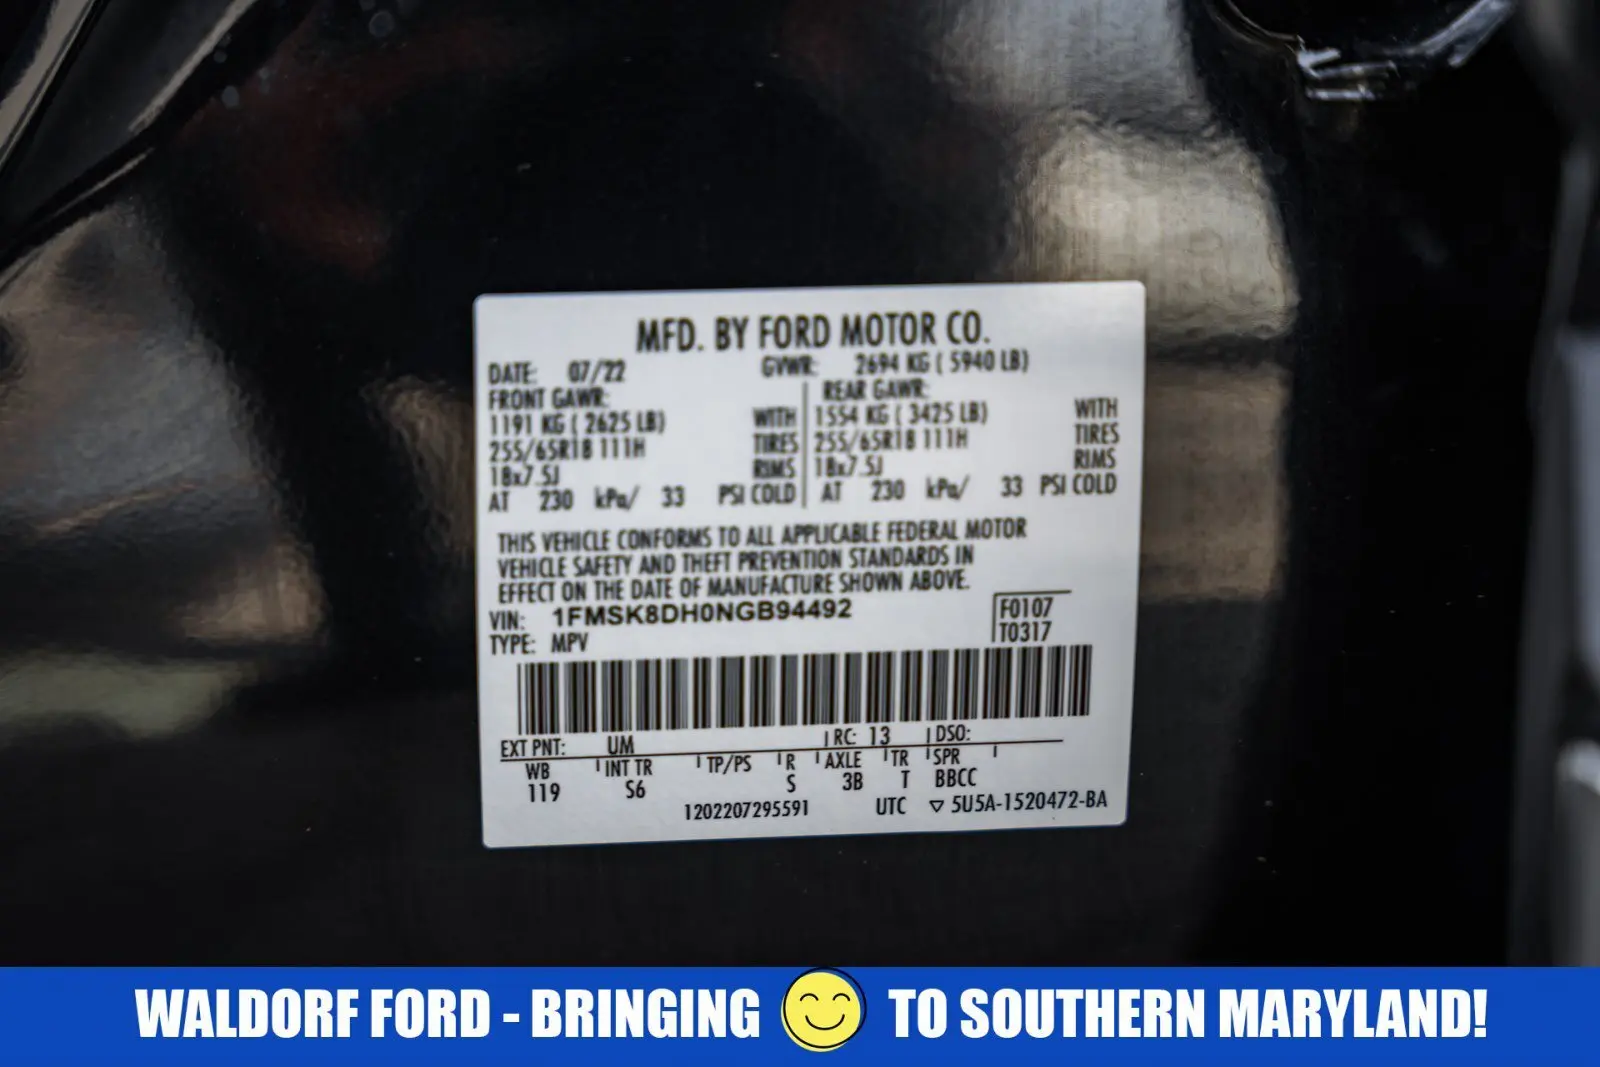 MFD. BY FORD MOTOR CO.
DATE: 07/22 GVWR: 2694 KG ( 5940 LB)
FRONT GAWR: REAR GAWR:
1191 KG ( 2625 LB) WITH 1554 KG ( 3425 LB) WITH
255/65R18 111H TIRES 255/65R18 111H TIRES
18x7.5J RIMS 18x7.5J RIMS
AT 230 kPa/ 33 PSI COLD AT 230 kPa/ 33 PSI COLD
THIS VEHICLE CONFORMS TO ALL APPLICABLE FEDERAL MOTOR
VEHICLE SAFETY AND THEFT PREVENTION STANDARDS IN
EFFECT ON THE DATE OF MANUFACTURE SHOWN ABOVE.
VIN: 1FMSK8DH0NGB94492 F0107
TYPE: MPV T0317
EXT PNT: UM RC: 13 DSO:
WB INT TR TP/PS R AXLE TR SPR
119 S6 S 3B T BBCC
1202207295591 UTC ▽ 5U5A-1520472-BA
WALDORF FORD - BRINGING TO SOUTHERN MARYLAND!